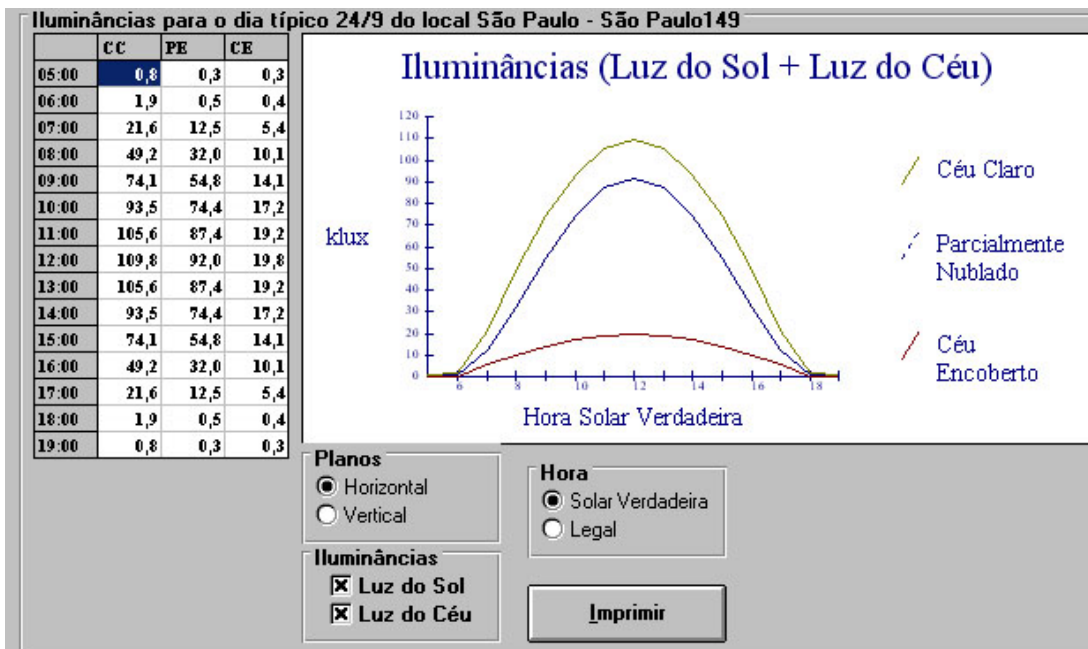 Iluminâncias para o dia típico 24/9 do local São Paulo - São Paulo149
CC PE CE
05:00 0,8 0,3 0,3
06:00 1,9 0,5 0,4
07:00 21,6 12,5 5,4
08:00 49,2 32,0 10,1
09:00 74,1 54,8 14,1
10:00 93,5 74,4 17,2
11:00 105,6 87,4 19,2
12:00 109,8 92,0 19,8
13:00 105,6 87,4 19,2
14:00 93,5 74,4 17,2
15:00 74,1 54,8 14,1
16:00 49,2 32,0 10,1
17:00 21,6 12,5 5,4
18:00 1,9 0,5 0,4
19:00 0,8 0,3 0,3
Iluminâncias (Luz do Sol + Luz do Céu)
120
110
100
90
80
70
60
50
40
30
20
10
0
klux
6 8 10 12 14 16 18
Hora Solar Verdadeira
Céu Claro
Parcialmente
Nublado
Céu
Encoberto
Planos
Horizontal
Vertical
Hora
Solar Verdadeira
Legal
Iluminâncias
Luz do Sol
Luz do Céu
Imprimir